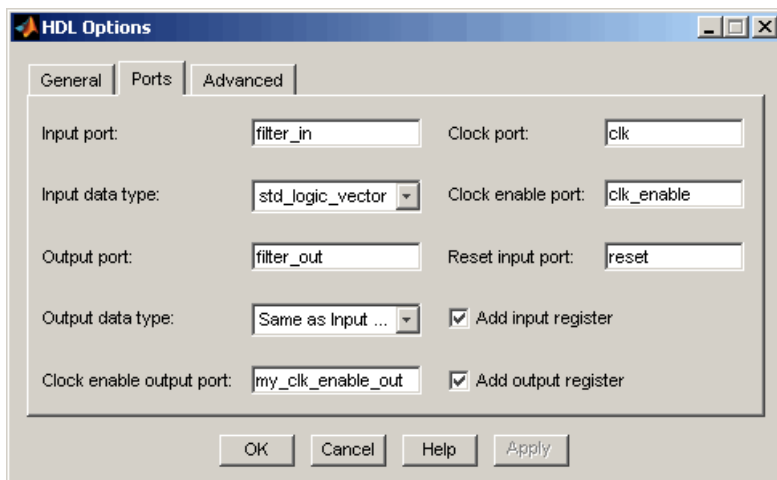 HDL Options
General Ports Advanced
Input port: filter_in Clock port: clk
Input data type: std_logic_vector Clock enable port: clk_enable
Output port: filter_out Reset input port: reset
Output data type: Same as Input ... Add input register
Clock enable output port: my_clk_enable_out Add output register
OK Cancel Help Apply